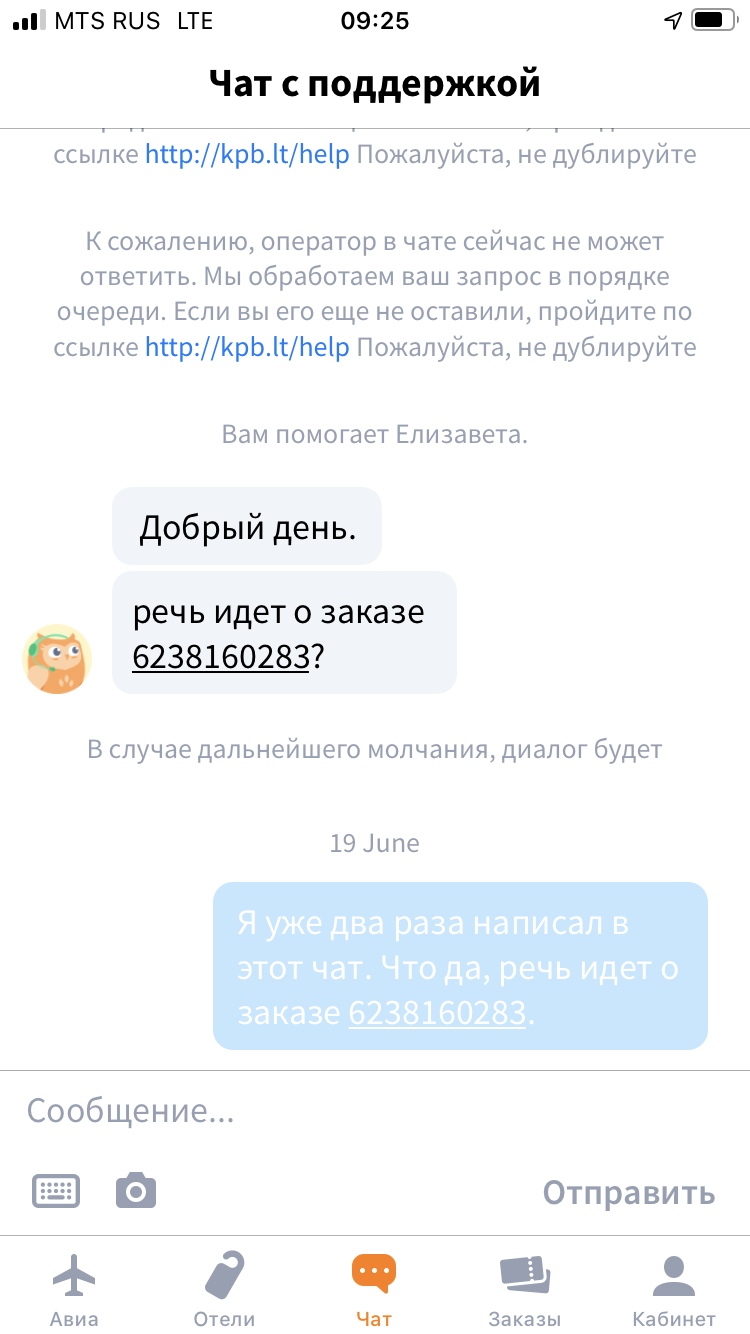 MTS RUS LTE 09:25
Чат с поддержкой
ссылке http://kpb.lt/help Пожалуйста, не дублируйте
К сожалению, оператор в чате сейчас не может
ответить. Мы обработаем ваш запрос в порядке
очереди. Если вы его еще не оставили, пройдите по
ссылке http://kpb.lt/help Пожалуйста, не дублируйте
Вам помогает Елизавета.
Добрый день.
речь идет о заказе
6238160283?
В случае дальнейшего молчания, диалог будет
19 June
Я уже два раза написал в
этот чат. Что да, речь идет о
заказе 6238160283.
Сообщение...
Отправить
Авиа Отели Чат Заказы Кабинет